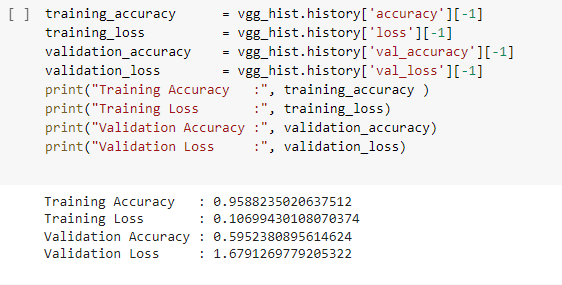 [ ] training_accuracy      = vgg_hist.history['accuracy'][-1]
training_loss          = vgg_hist.history['loss'][-1]
validation_accuracy    = vgg_hist.history['val_accuracy'][-1]
validation_loss        = vgg_hist.history['val_loss'][-1]
print("Training Accuracy   :", training_accuracy )
print("Training Loss       :", training_loss)
print("Validation Accuracy :", validation_accuracy)
print("Validation Loss     :", validation_loss)
Training Accuracy   : 0.9588235020637512
Training Loss       : 0.10699430108070374
Validation Accuracy : 0.5952380895614624
Validation Loss     : 1.6791269779205322